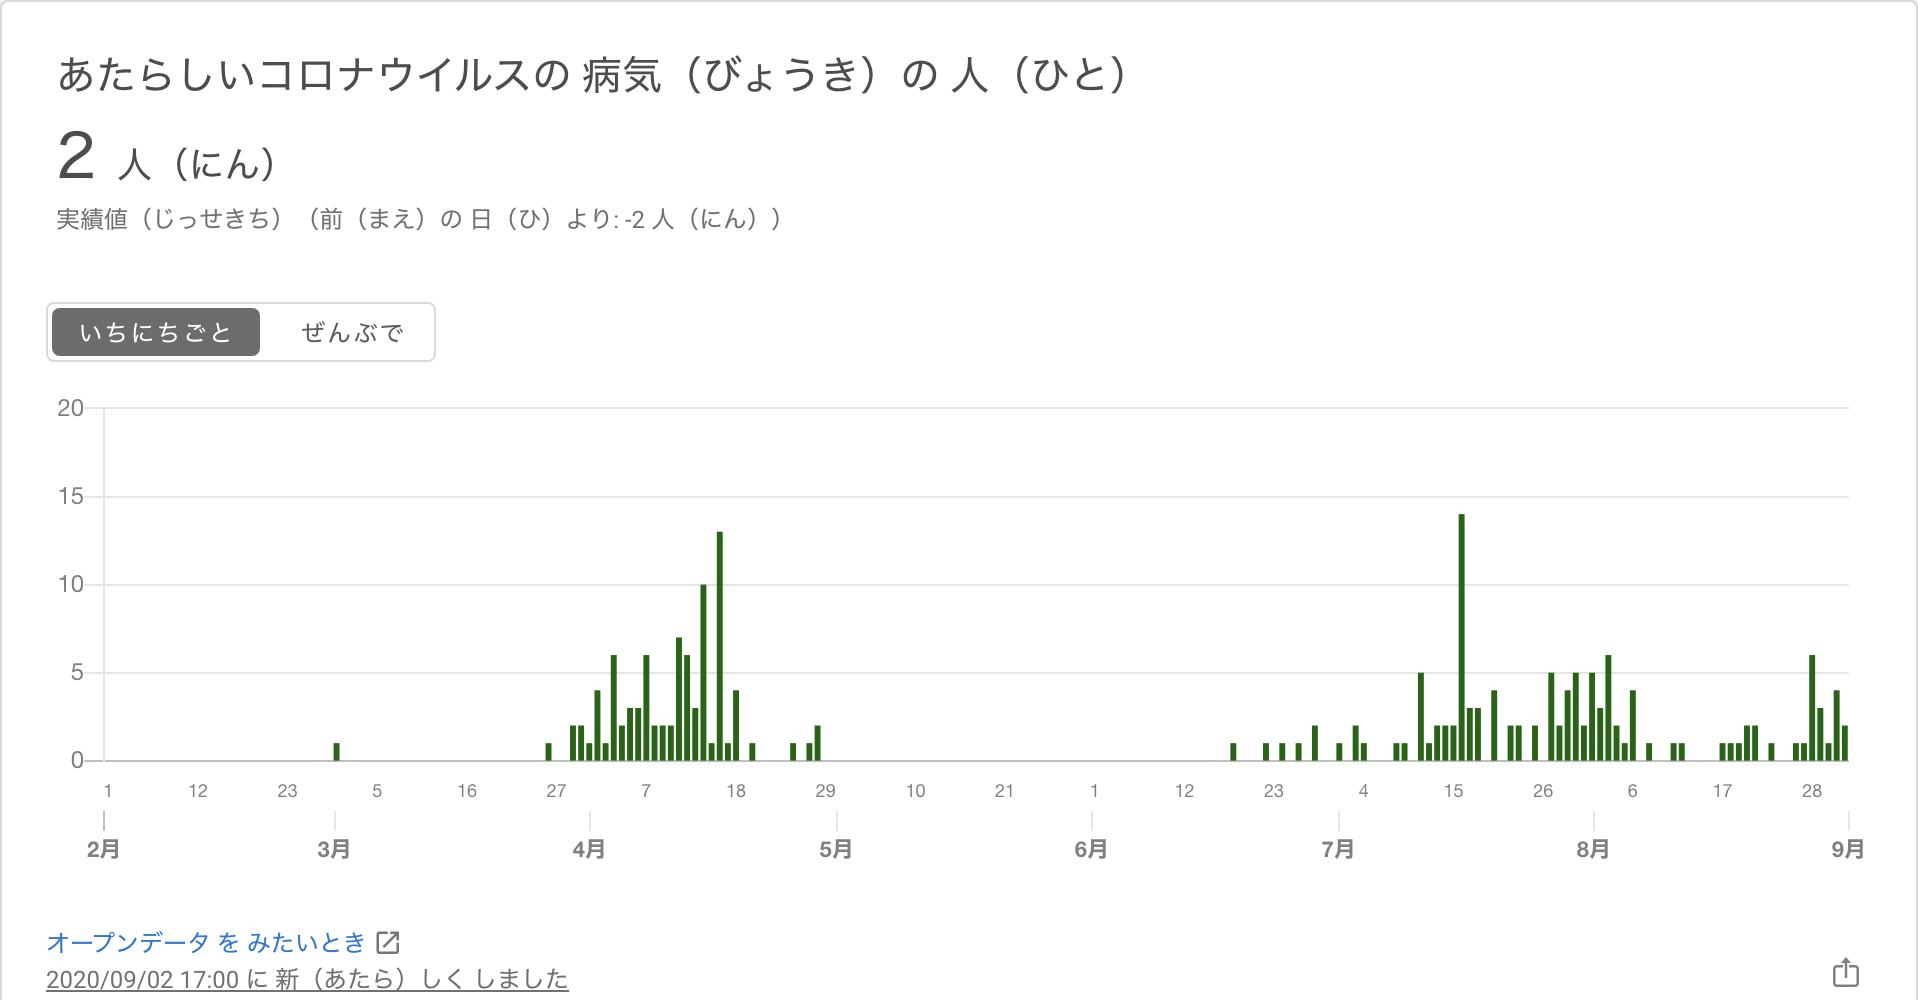 あたらしいコロナウイルスの 病気（びょうき）の 人（ひと）
2 人（にん）
実績値（じっせきち）（前（まえ）の 日（ひ）より: -2 人（にん））
いちにちごと ぜんぶで
20
15
10
5
0
1 12 23 5 16 27 7 18 29 10 21 1 12 23 4 15 26 6 17 28
2月 3月 4月 5月 6月 7月 8月 9月
オープンデータ を みたいとき
2020/09/02 17:00 に 新（あたら）しく しました